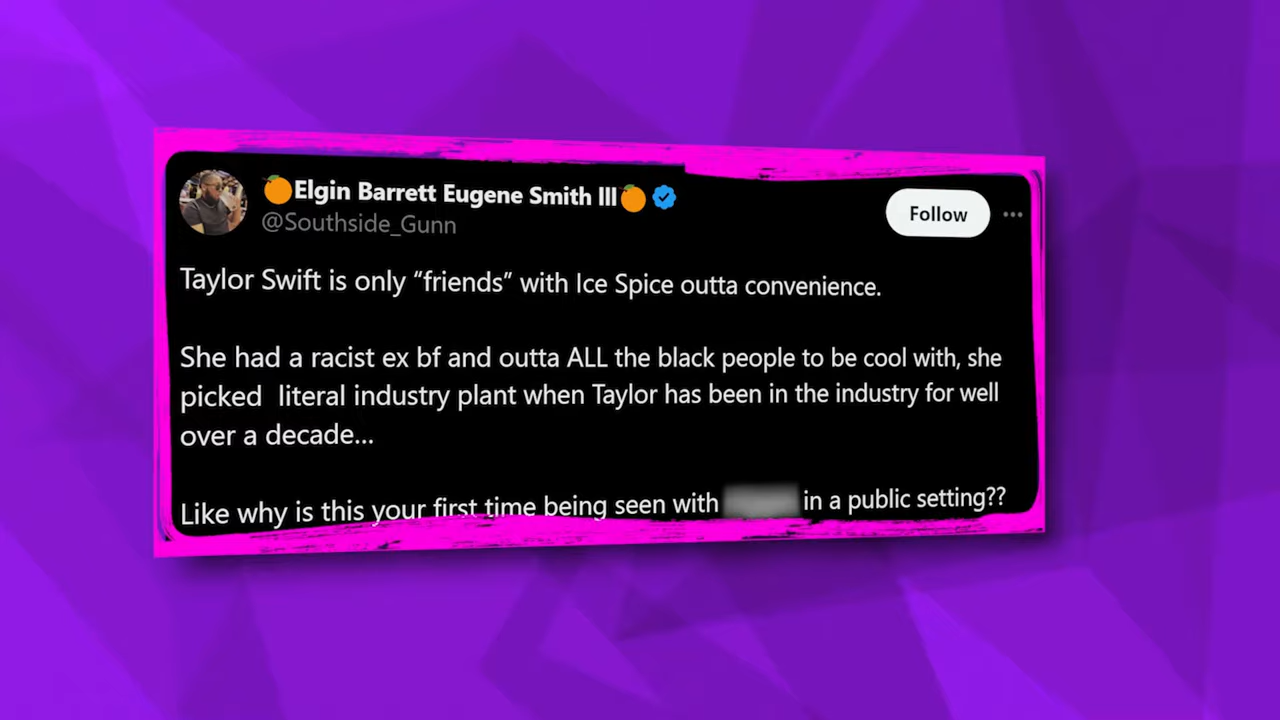 🍊Elgin Barrett Eugene Smith lll🍊
@Southside_Gunn
Follow
Taylor Swift is only “friends” with Ice Spice outta convenience.
She had a racist ex bf and outta ALL the black people to be cool with, she
picked literal industry plant when Taylor has been in the industry for well
over a decade...
Like why is this your first time being seen with in a public setting??